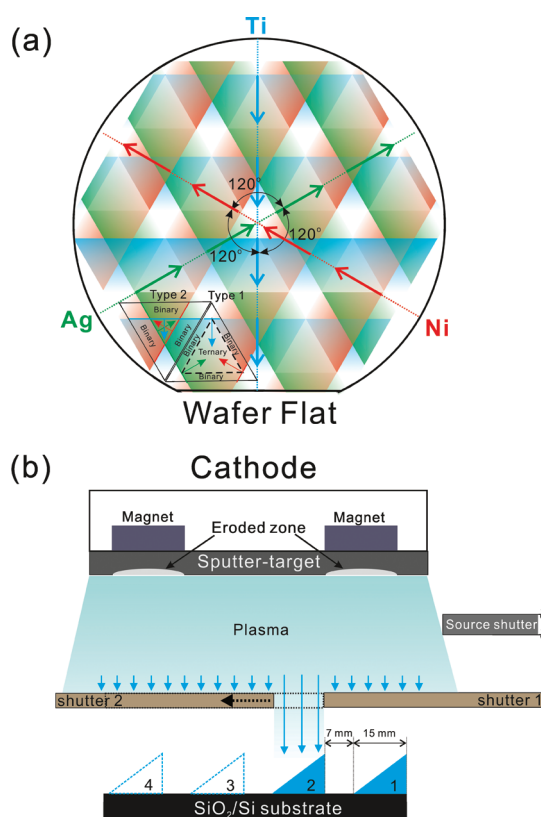 (a)
Ti
120°
120°
120°
Ag
Ni
Type 2
Type 1
Binary
Binary
Binary
Binary
Ternary
Binary
Wafer Flat
(b)
Cathode
Magnet
Eroded zone
Magnet
Sputter-target
Plasma
Source shutter
shutter 2
shutter 1
7 mm
15 mm
4
3
2
1
SiO₂/Si substrate